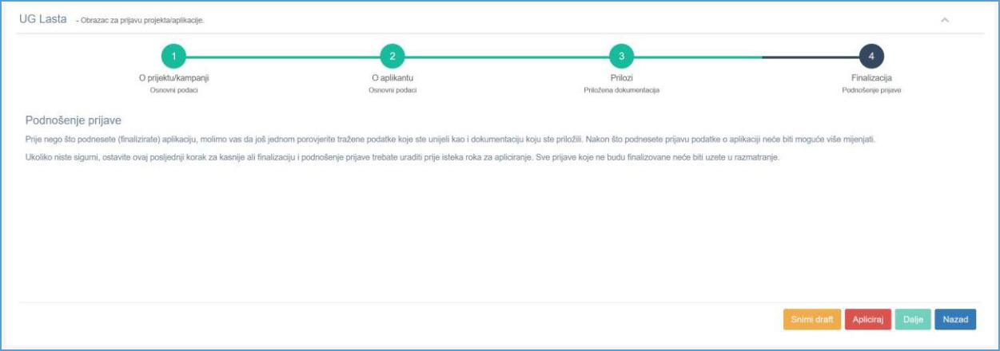 UG Lasta - Obrazac za prijavu projekta/aplikacije.
1 2 3 4
O prijektu/kampanji O aplikantu Prilozi Finalizacija
Osnovni podaci Osnovni podaci Priložena dokumentacija Podnošenje prijave
Podnošenje prijave
Prije nego što podnesete (finalizirate) aplikaciju, molimo vas da još jednom porovjerite tražene podatke koje ste unijeli kao i dokumentaciju koju ste priložili. Nakon što podnesete prijavu podatke o aplikaciji neće biti moguće više mijenjati.
Ukoliko niste sigurni, ostavite ovaj posljednji korak za kasnije ali finalizaciju i podnošenje prijave trebate uraditi prije isteka roka za apliciranje. Sve prijave koje ne budu finalizovane neće biti uzete u razmatranje.
Snimi draft Apliciraj Dalje Nazad